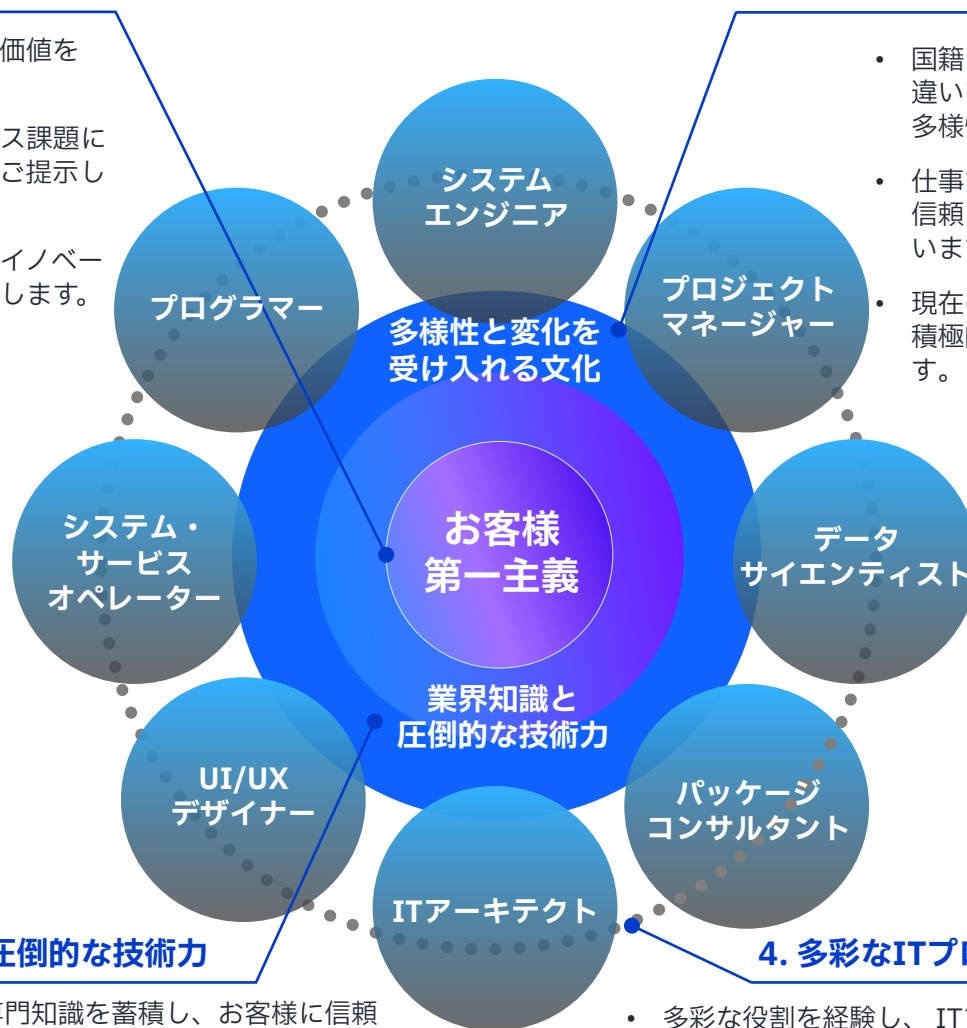 価値を
ス課題に
ご提示し
イノベー
します。
国籍
違い
多様
仕事
信頼
います
現在
積極
す。
システム
エンジニア
プログラマー
プロジェクト
マネージャー
多様性と変化を
受け入れる文化
お客様
第一主義
システム・
サービス
オペレーター
データ
サイエンティスト
業界知識と
圧倒的な技術力
UI/UX
デザイナー
パッケージ
コンサルタント
ITアーキテクト
圧倒的な技術力
専門知識を蓄積し、お客様に信頼
4. 多彩なITプロ
多彩な役割を経験し、IT